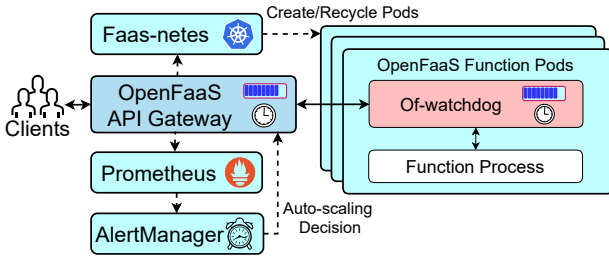 Faas-netes
Create/Recycle Pods
OpenFaaS Function Pods
Clients
OpenFaaS
API Gateway
Of-watchdog
Function Process
Prometheus
AlertManager
Auto-scaling
Decision